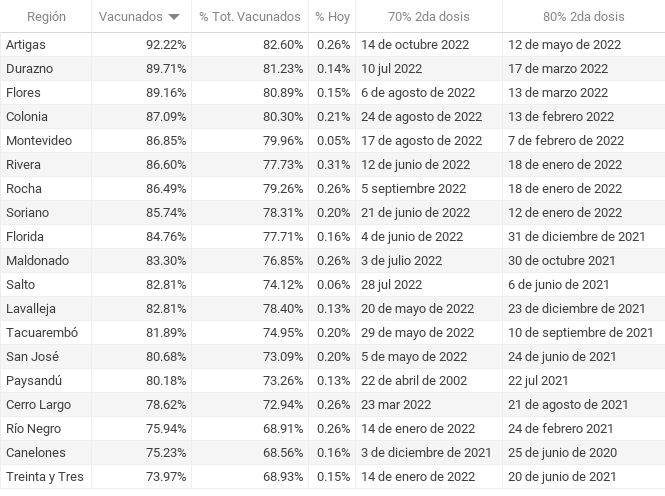 Región Vacunados % Tot. Vacunados % Hoy 70% 2da dosis 80% 2da dosis
Artigas 92.22% 82.60% 0.26% 14 de octubre 2022 12 de mayo de 2022
Durazno 89.71% 81.23% 0.14% 10 jul 2022 17 de marzo 2022
Flores 89.16% 80.89% 0.15% 6 de agosto de 2022 13 de marzo 2022
Colonia 87.09% 80.30% 0.21% 24 de agosto de 2022 13 de febrero 2022
Montevideo 86.85% 79.96% 0.05% 17 de agosto de 2022 7 de febrero de 2022
Rivera 86.60% 77.73% 0.31% 12 de junio de 2022 18 de enero de 2022
Rocha 86.49% 79.26% 0.26% 5 septiembre 2022 18 de enero de 2022
Soriano 85.74% 78.31% 0.20% 21 de junio de 2022 12 de enero de 2022
Florida 84.76% 77.71% 0.16% 4 de junio de 2022 31 de diciembre de 2021
Maldonado 83.30% 76.85% 0.26% 3 de julio 2022 30 de octubre 2021
Salto 82.81% 74.12% 0.06% 28 jul 2022 6 de junio de 2021
Lavalleja 82.81% 78.40% 0.13% 20 de mayo de 2022 23 de diciembre de 2021
Tacuarembó 81.89% 74.95% 0.20% 29 de mayo de 2022 10 de septiembre de 2021
San José 80.68% 73.09% 0.20% 5 de mayo de 2022 24 de junio de 2021
Paysandú 80.18% 73.26% 0.13% 22 de abril de 2002 22 jul 2021
Cerro Largo 78.62% 72.94% 0.26% 23 mar 2022 21 de agosto de 2021
Río Negro 75.94% 68.91% 0.26% 14 de enero de 2022 24 de febrero 2021
Canelones 75.23% 68.56% 0.16% 3 de diciembre de 2021 25 de junio de 2020
Treinta y Tres 73.97% 68.93% 0.15% 14 de enero de 2022 20 de junio de 2021